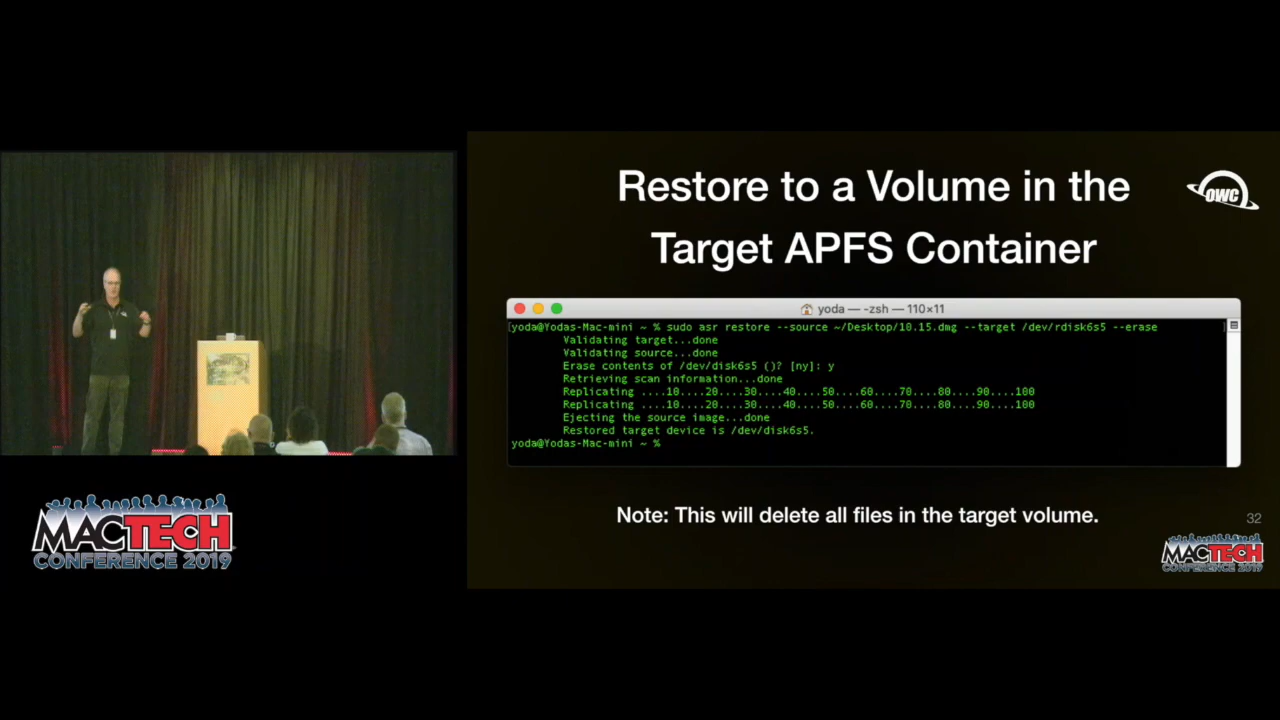 Restore to a Volume in the
Target APFS Container
OWC
yoda — -zsh — 110×11
[yoda@Yodas-Mac-mini ~ % sudo asr restore --source ~/Desktop/10.15.dmg --target /dev/rdisk6s5 --erase ]
Validating target...done
Validating source...done
Erase contents of /dev/disk6s5 ()? [ny]: y
Retrieving scan information...done
Replicating ....10....20....30....40....50....60....70....80....90....100
Replicating ....10....20....30....40....50....60....70....80....90....100
Ejecting the source image...done
Restored target device is /dev/disk6s5.
yoda@Yodas-Mac-mini ~ %
Note: This will delete all files in the target volume.
32
MACTECH
CONFERENCE 2019
MACTECH
CONFERENCE 2019